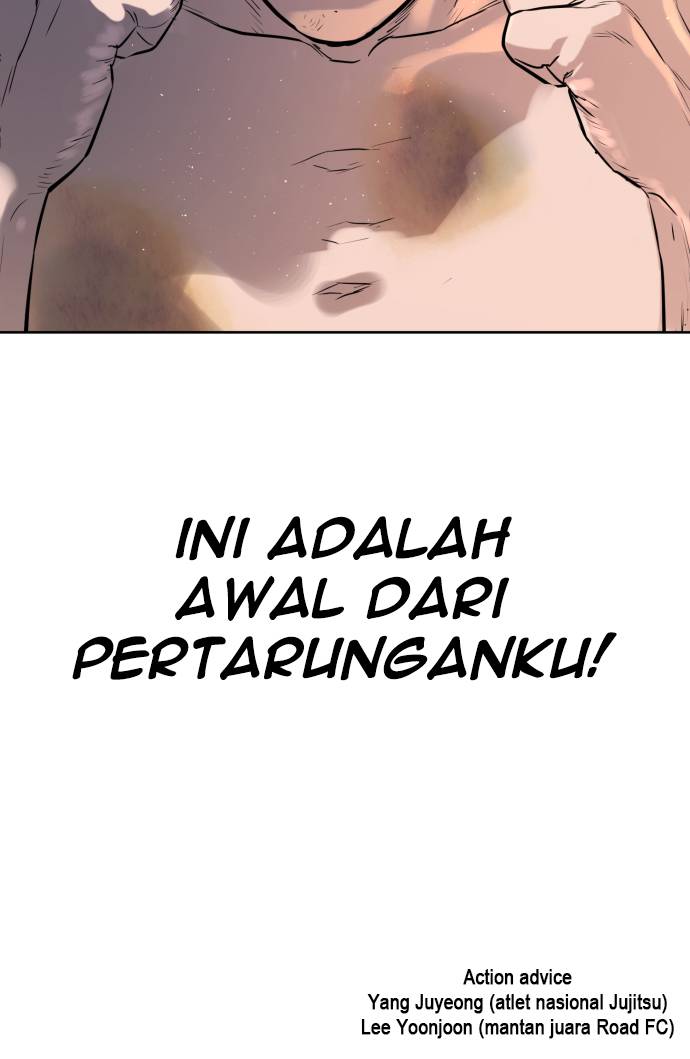 INI ADALAH
AWAL DARI
PERTARUNGANKU!
Action advice
Yang Juyeong (atlet nasional Jujitsu)
Lee Yoonjoon (mantan juara Road FC)